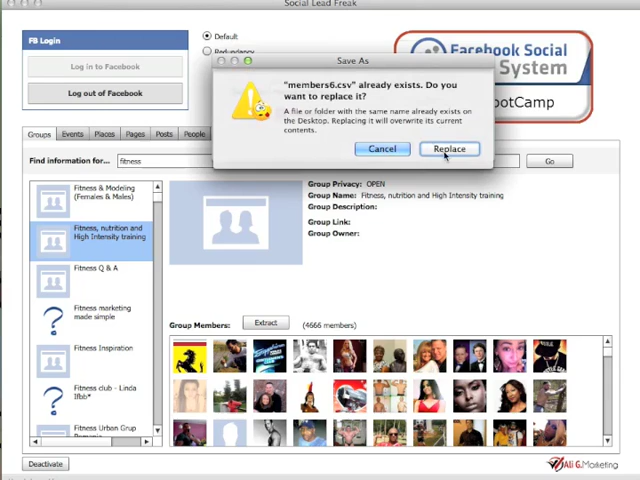 Social Lead Freak
FB Login
Log in to Facebook
Log out of Facebook
Default
Redundancy
Save As
"members6.csv" already exists. Do you
want to replace it?
A file or folder with the same name already exists on
the Desktop. Replacing it will overwrite its current
contents.
Cancel
Replace
Facebook Social
System
ootCamp
Groups
Events
Places
Pages
Posts
People
Find information for...
fitness
Go
Fitness & Modeling
(Females & Males)
Fitness, nutrition and
High Intensity training
Fitness Q & A
Fitness marketing
made simple
Fitness Inspiration
Fitness club - Linda
Ifbb*
Fitness Urban Grup
Group Privacy: OPEN
Group Name: Fitness, nutrition and High Intensity training
Group Description:
Group Link:
Group Owner:
Group Members:
Extract
(4666 members)
Deactivate
Ali G.Marketing